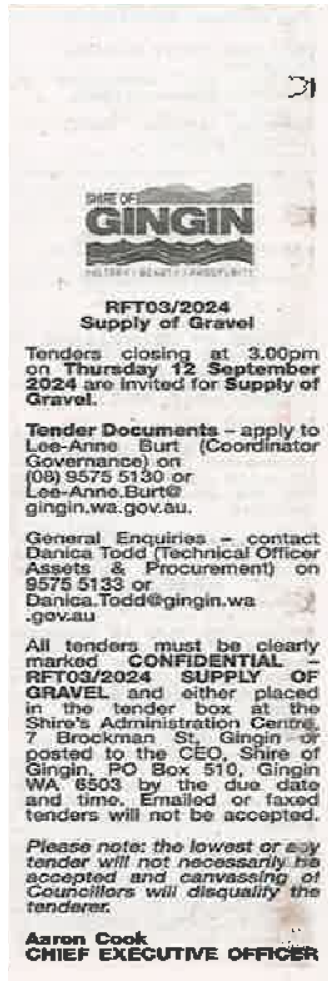 SHIRE OF
GINGIN
HISTORY | BEAUTY | PROSPERITY
RFT03/2024
Supply of Gravel
Tenders closing at 3.00pm
on Thursday 12 September
2024 are invited for Supply of
Gravel.
Tender Documents – apply to
Lee-Anne Burt (Coordinator
Governance) on
(08) 9575 5130 or
Lee-Anne.Burt@
gingin.wa.gov.au.
General Enquiries – contact
Danica Todd (Technical Officer
Assets & Procurement) on
9575 5133 or
Danica.Todd@gingin.wa
.gov.au
All tenders must be clearly
marked CONFIDENTIAL –
RFT03/2024 SUPPLY OF
GRAVEL and either placed
in the tender box at the
Shire's Administration Centre,
7 Brockman St, Gingin or
posted to the CEO, Shire of
Gingin, PO Box 510, Gingin
WA 6503 by the due date
and time. Emailed or faxed
tenders will not be accepted.
Please note: the lowest or any
tender will not necessarily be
accepted and canvassing of
Councillors will disqualify the
tenderer.
Aaron Cook
CHIEF EXECUTIVE OFFICER